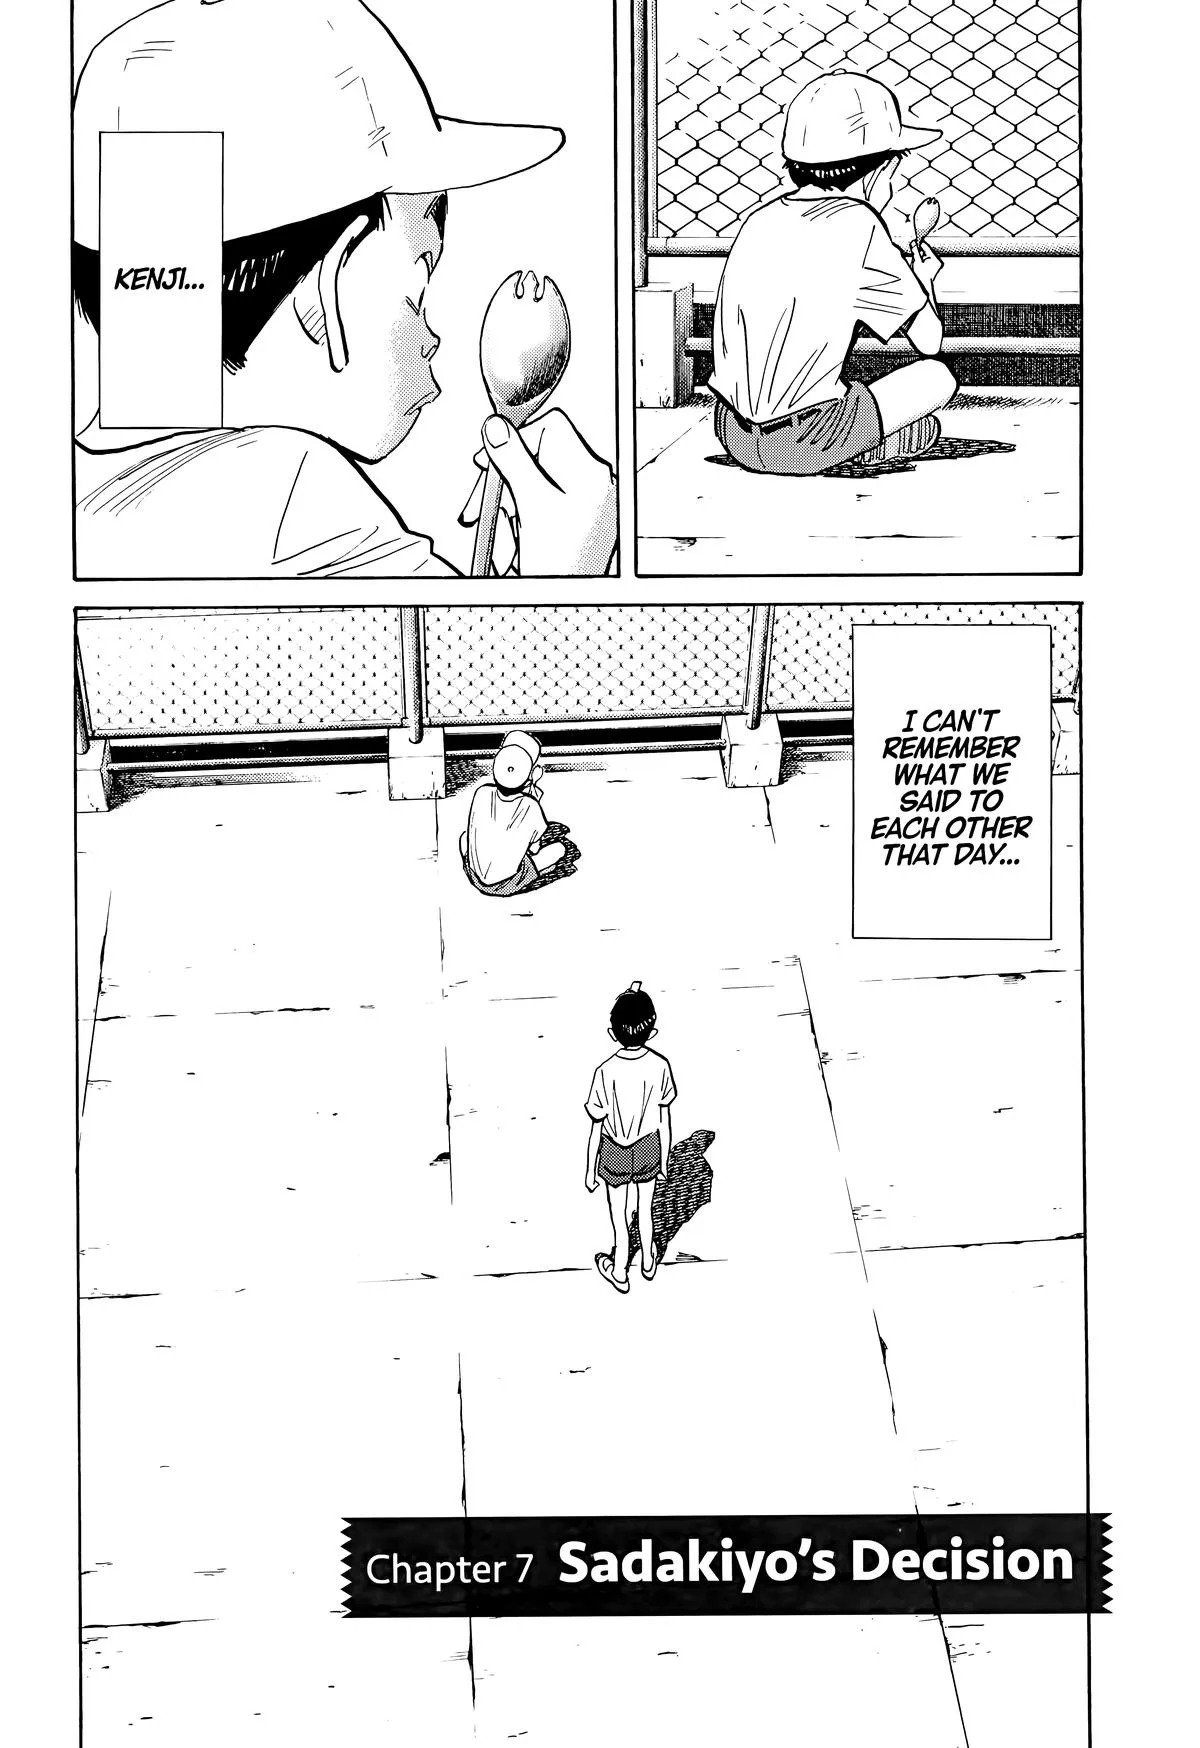 KENJI...
I CAN'T
REMEMBER
WHAT WE
SAID TO
EACH OTHER
THAT DAY...
Chapter 7 Sadakiyo's Decision